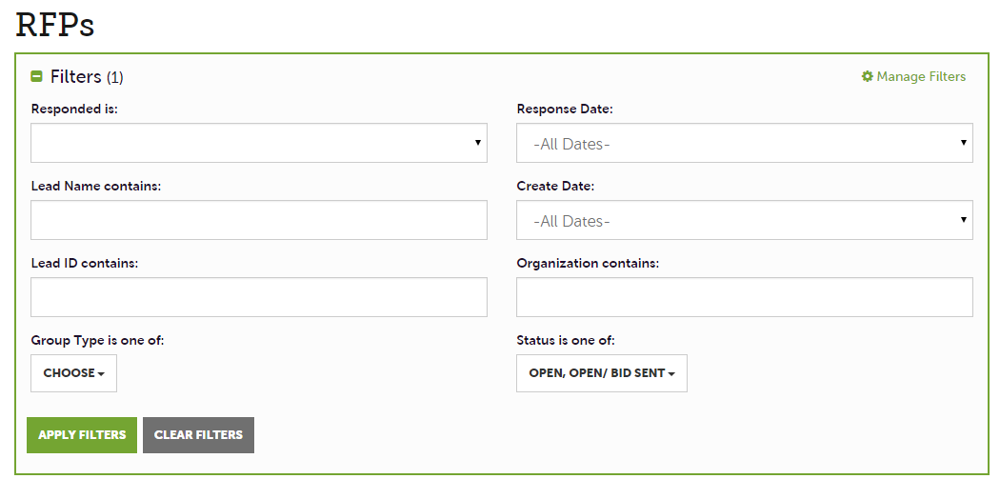 RFPs
Filters (1)
Manage Filters
Responded is:
Response Date:
-All Dates-
Lead Name contains:
Create Date:
-All Dates-
Lead ID contains:
Organization contains:
Group Type is one of:
Status is one of:
CHOOSE
OPEN, OPEN/ BID SENT
APPLY FILTERS
CLEAR FILTERS